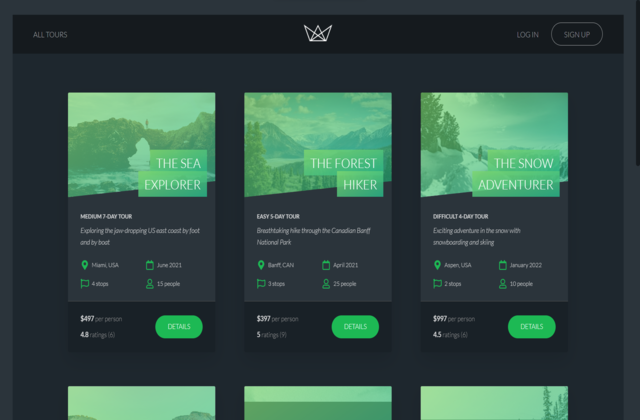 ALL TOURS
LOG IN
SIGN UP
THE SEA
EXPLORER
MEDIUM 7-DAY TOUR
Exploring the jaw-dropping US east coast by foot
and by boat
Miami, USA
June 2021
4 stops
15 people
$497 per person
4.8 ratings (6)
DETAILS
THE FOREST
HIKER
EASY 5-DAY TOUR
Breathtaking hike through the Canadian Banff
National Park
Banff, CAN
April 2021
3 stops
25 people
$397 per person
5 ratings (9)
DETAILS
THE SNOW
ADVENTURER
DIFFICULT 4-DAY TOUR
Exciting adventure in the snow with
snowboarding and skiing
Aspen, USA
January 2022
2 stops
10 people
$997 per person
4.5 ratings (6)
DETAILS